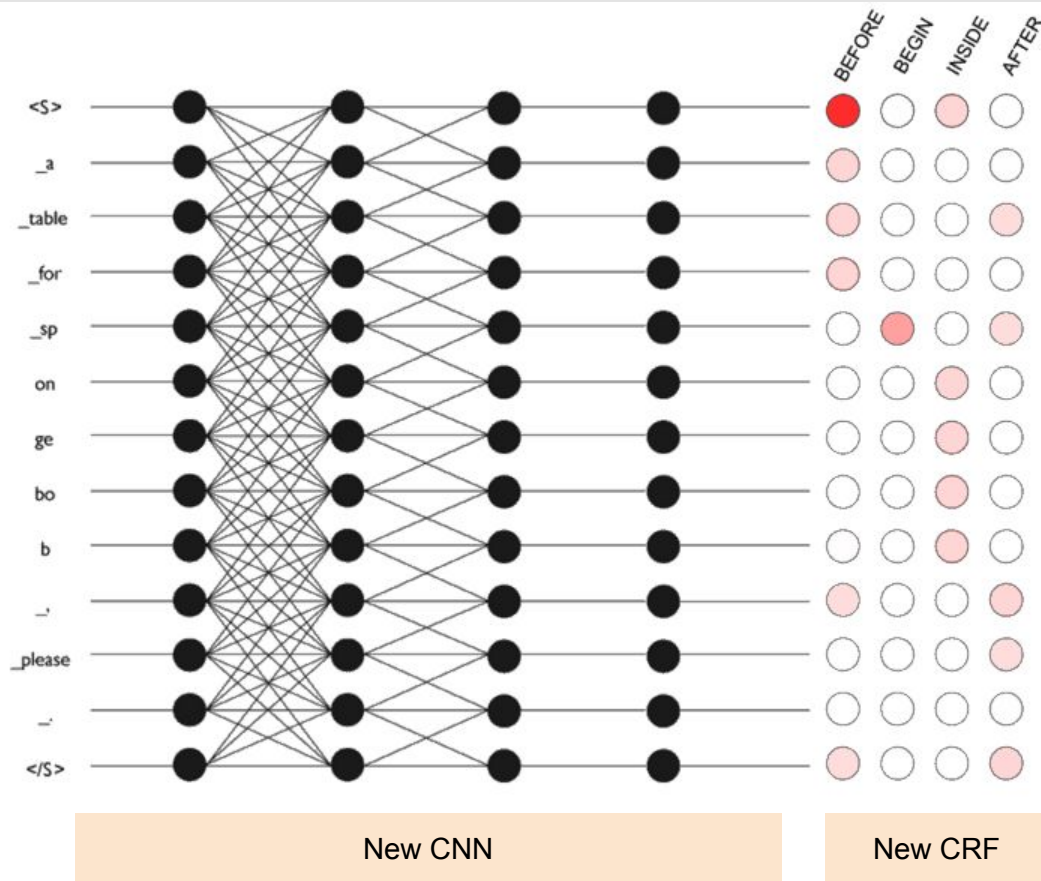 BEFORE
BEGIN
INSIDE
AFTER
<S>
_a
_table
_for
_sp
on
ge
bo
b
_,
_please
_.
</S>
New CNN
New CRF